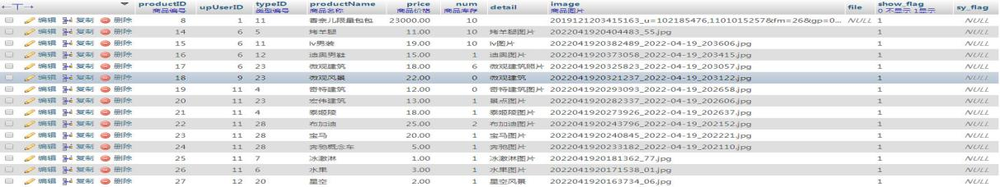 ←T→ productID upUserID typeID productName price num detail image file show_flag sy_flag
商品编号 类型编号 商品名称 商品价格 商品库存 商品图片 0 不显示 1显示
编辑 复制 删除 8 1 11 香奈儿限量包包 23000.00 10 2019121203415163_u=102185476,1101015257&fm=26&gp=0... NULL 1 NULL
编辑 复制 删除 14 6 5 烤羊腿 11.00 10 烤羊腿图片 2022041920404483_55.jpg 1 NULL
编辑 复制 删除 15 6 11 lv男装 19.00 10 lv图片 2022041920382489_2022-04-19_203606.jpg 1 NULL
编辑 复制 删除 16 6 12 迪奥男鞋 15.00 1 迪奥图片 2022041920373058_2022-04-19_203415.jpg 1 NULL
编辑 复制 删除 17 6 23 微观建筑 18.00 6 微观建筑照片 2022041920325823_2022-04-19_203057.jpg 1 NULL
编辑 复制 删除 18 9 23 微观风景 22.00 0 微观建筑 2022041920321237_2022-04-19_203122.jpg 1 NULL
编辑 复制 删除 19 11 4 密特建筑 12.00 0 密特建筑图片 2022041920293093_2022-04-19_202658.jpg 1 NULL
编辑 复制 删除 20 11 23 宏伟建筑 13.00 1 景点图片 2022041920282337_2022-04-19_202606.jpg 1 NULL
编辑 复制 删除 21 11 4 泰姬陵 18.00 1 泰姬陵图片 2022041920273926_2022-04-19_202637.jpg 1 NULL
编辑 复制 删除 22 11 28 布加迪 25.00 2 布加迪图片 2022041920243796_2022-04-19_202152.jpg 1 NULL
编辑 复制 删除 23 11 28 宝马 20.00 1 宝马图片 2022041920240845_2022-04-19_202221.jpg 1 NULL
编辑 复制 删除 24 11 28 奔驰概念车 5.00 1 奔驰图片 2022041920233182_2022-04-19_202110.jpg 1 NULL
编辑 复制 删除 25 11 7 冰激淋 1.00 1 冰激淋图片 2022041920181362_77.jpg 1 NULL
编辑 复制 删除 26 11 6 水果 3.00 1 水果图片 2022041920171538_01.jpg 1 NULL
编辑 复制 删除 27 12 20 星空 2.00 1 星空风景 2022041920163734_06.jpg 1 NULL